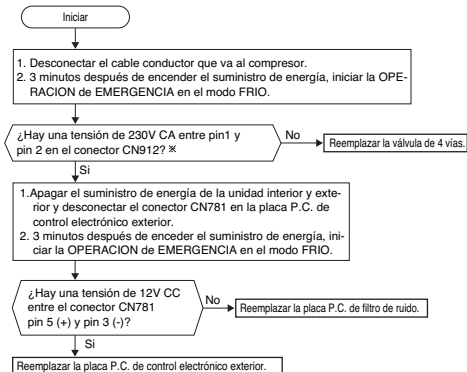 Iniciar
1. Desconectar el cable conductor que va al compresor.
2. 3 minutos después de encender el suministro de energía, iniciar la OPE-
RACION de EMERGENCIA en el modo FRIO.
¿Hay una tensión de 230V CA entre pin1 y
pin 2 en el conector CN912? ※
No
Reemplazar la válvula de 4 vías.
Si
1.Apagar el suministro de energía de la unidad interior y exte-
rior y desconectar el conector CN781 en la placa P.C. de
control electrónico exterior.
2. 3 minutos después de enceder el suministro de energía, ini-
ciar la OPERACION de EMERGENCIA en el modo FRIO.
¿Hay una tensión de 12V CC
entre el conector CN781
pin 5 (+) y pin 3 (-)?
No
Reemplazar la placa P.C. de filtro de ruido.
Si
Reemplazar la placa P.C. de control electrónico exterior.